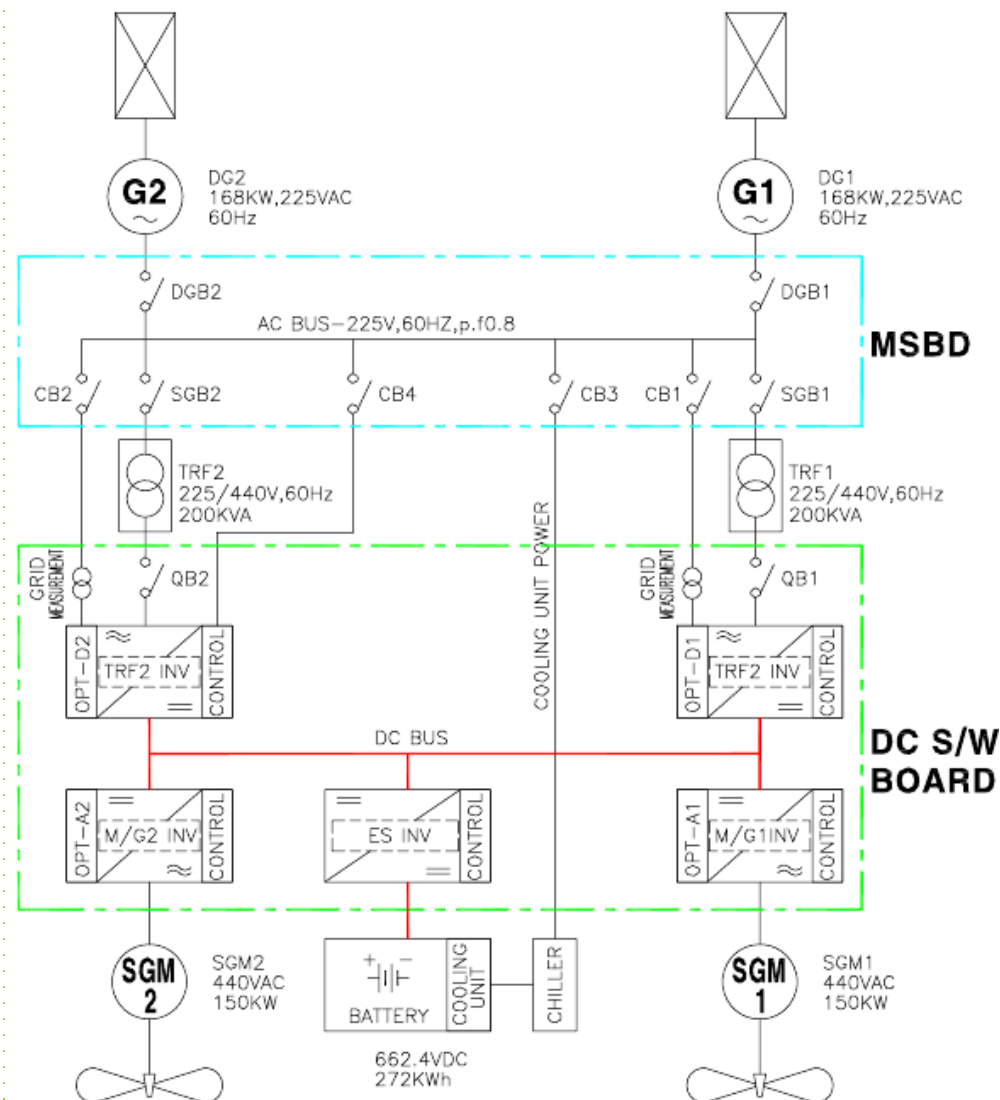 G2
DG2
168KW,225VAC
60Hz
G1
DG1
168KW,225VAC
60Hz
DGB2
DGB1
AC BUS-225V,60HZ,p.f0.8
MSBD
CB2
SGB2
CB4
CB3
CB1
SGB1
TRF2
225/440V,60Hz
200KVA
TRF1
225/440V,60Hz
200KVA
GRID
MEASUREMENT
QB2
COOLING UNIT POWER
GRID
MEASUREMENT
QB1
OPT-D2
TRF2 INV
CONTROL
OPT-D1
TRF2 INV
CONTROL
DC BUS
DC S/W
BOARD
OPT-A2
M/G2 INV
CONTROL
ES INV
CONTROL
OPT-A1
M/G1INV
CONTROL
SGM
2
SGM2
440VAC
150KW
BATTERY
COOLING
UNIT
CHILLER
SGM
1
SGM1
440VAC
150KW
662.4VDC
272KWh